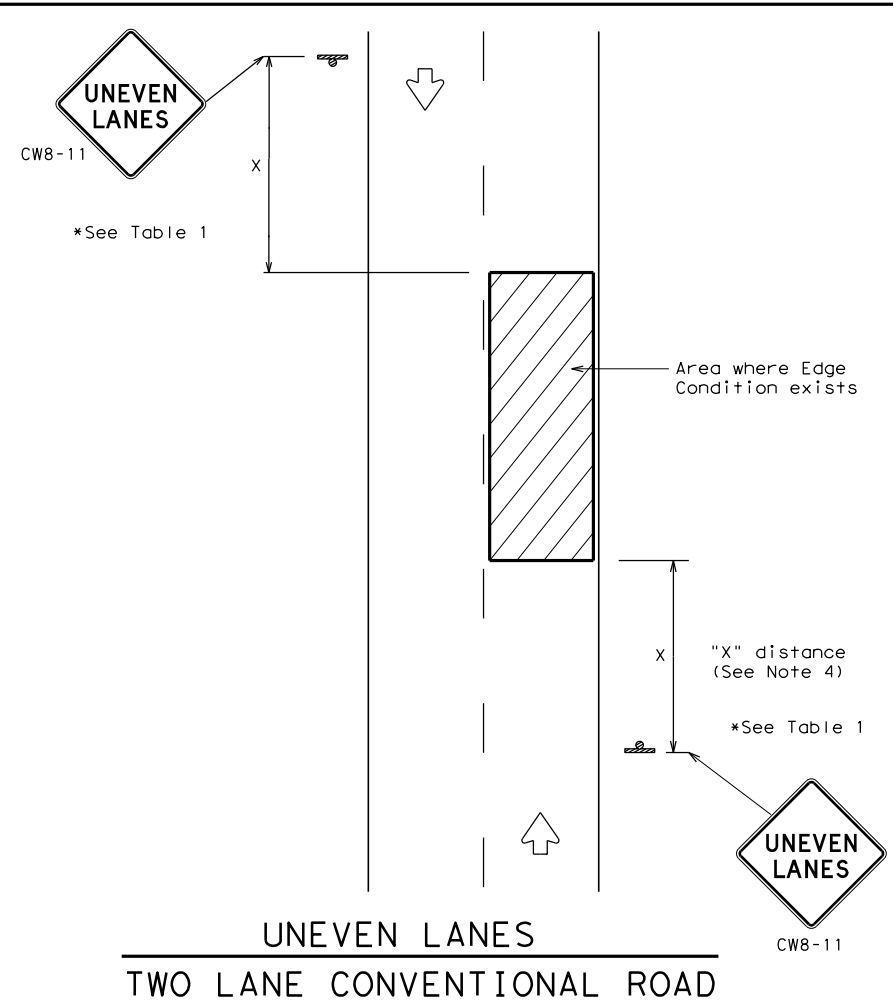 UNEVEN
LANES
CW8-11
X
*See Table 1
Area where Edge
Condition exists
X
"X" distance
(See Note 4)
*See Table 1
UNEVEN
LANES
CW8-11
UNEVEN LANES
TWO LANE CONVENTIONAL ROAD